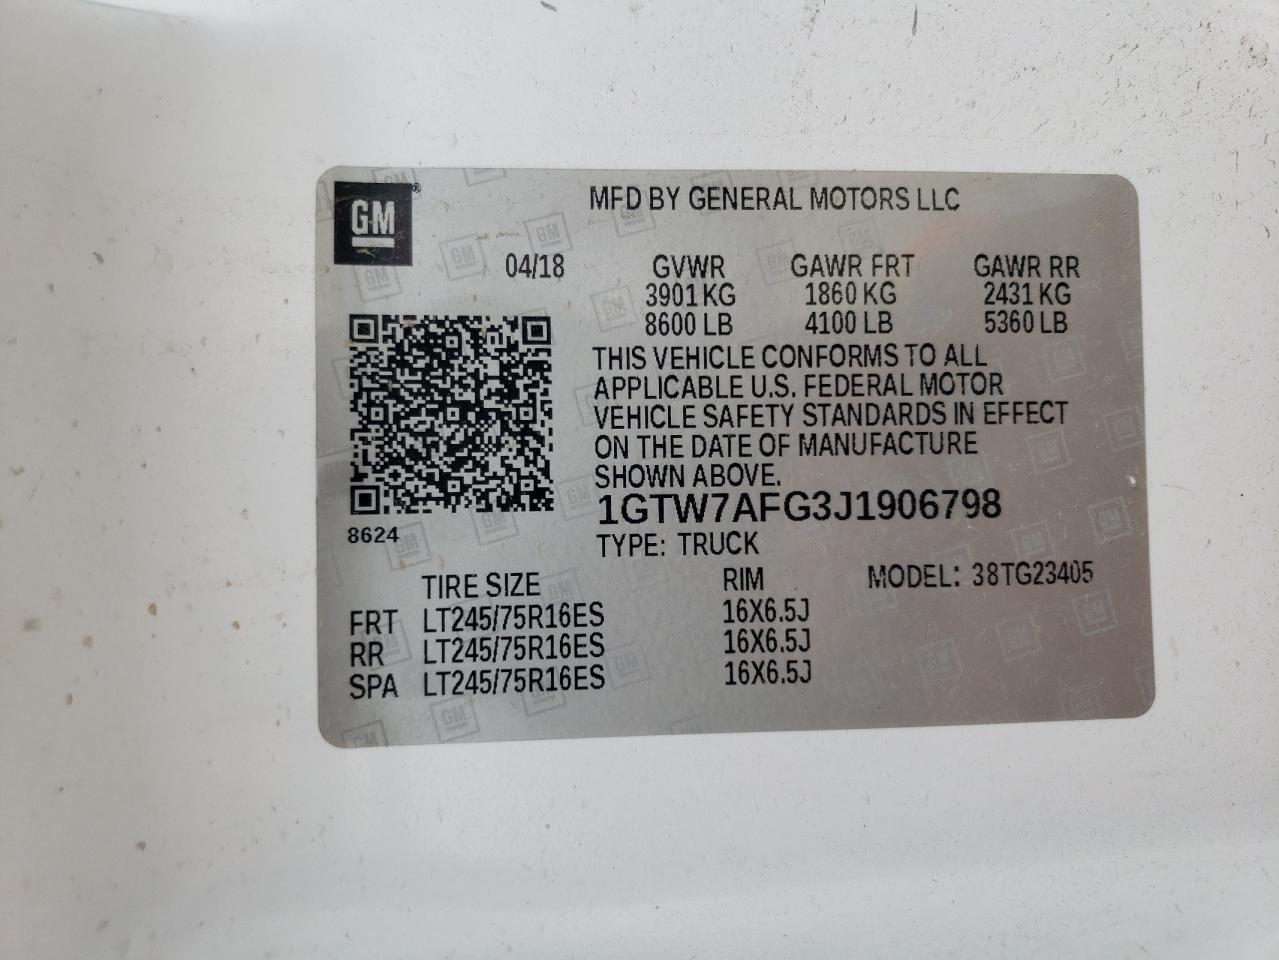 MFD BY GENERAL MOTORS LLC
GM
04/18 GVWR GAWR FRT GAWR RR
3901 KG 1860 KG 2431 KG
8600 LB 4100 LB 5360 LB
THIS VEHICLE CONFORMS TO ALL
APPLICABLE U.S. FEDERAL MOTOR
VEHICLE SAFETY STANDARDS IN EFFECT
ON THE DATE OF MANUFACTURE
SHOWN ABOVE.
1GTW7AFG3J1906798
8624
TYPE: TRUCK
TIRE SIZE RIM MODEL: 38TG23405
FRT LT245/75R16ES 16X6.5J
RR LT245/75R16ES 16X6.5J
SPA LT245/75R16ES 16X6.5J